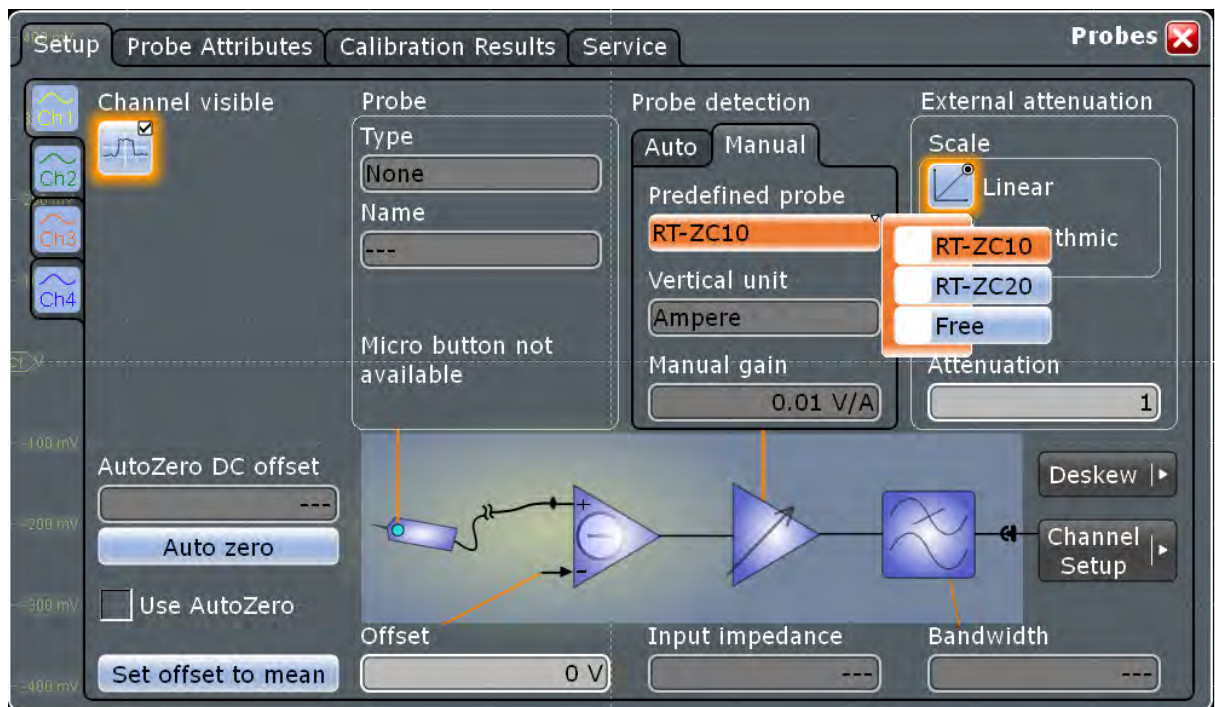 Setup
Probe Attributes
Calibration Results
Service
Probes
Ch1
Ch2
Ch3
Ch4
Channel visible
Probe
Type
None
Name
---
Micro button not
available
Probe detection
Auto
Manual
Predefined probe
RT-ZC10
Vertical unit
Ampere
Manual gain
0.01 V/A
RT-ZC10
RT-ZC20
Free
External attenuation
Scale
Linear
thmic
Attenuation
1
AutoZero DC offset
---
Auto zero
Use AutoZero
Set offset to mean
+
-
Deskew
Channel
Setup
Offset
0 V
Input impedance
---
Bandwidth
---
-100 mV
-200 mV
-300 mV
-400 mV